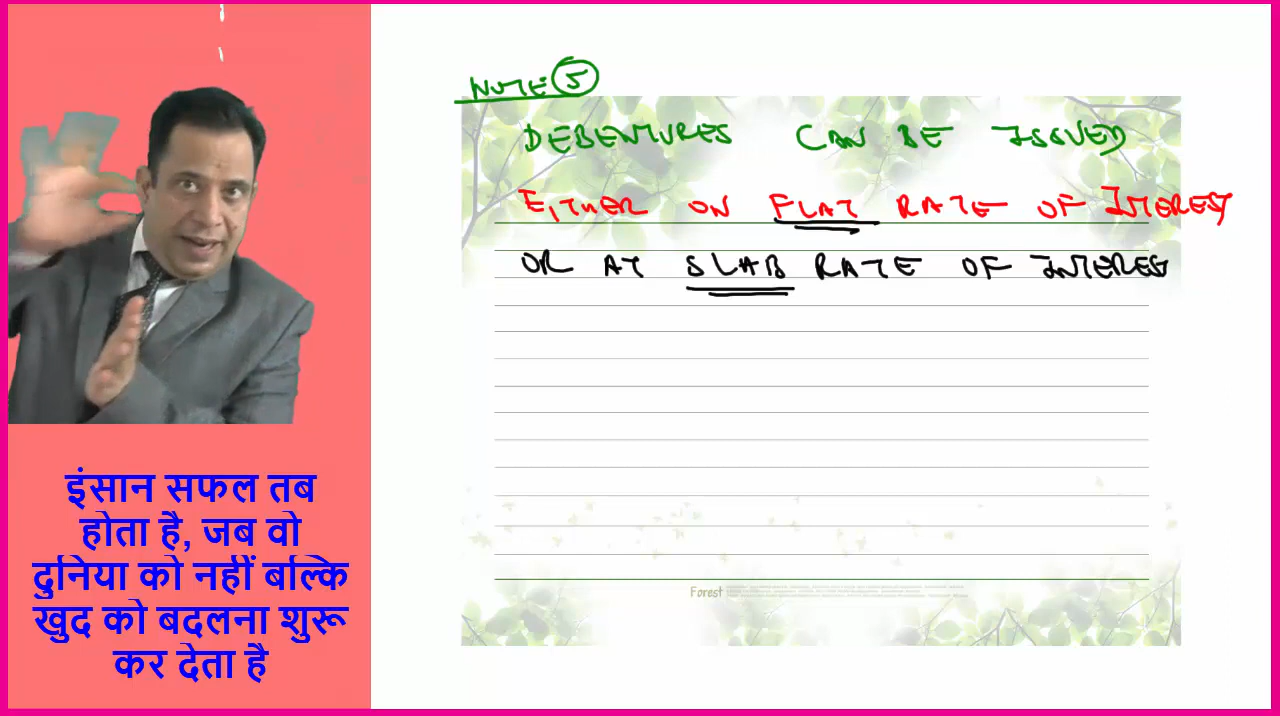 NOTE 5
DEBENTURES CAN BE ISSUED
EITHER ON FLAT RATE OF INTEREST
OR AT SLAB RATE OF INTEREST
Forest
इंसान सफल तब
होता है, जब वो
दुनिया को नहीं बल्कि
खुद को बदलना शुरू
कर देता है